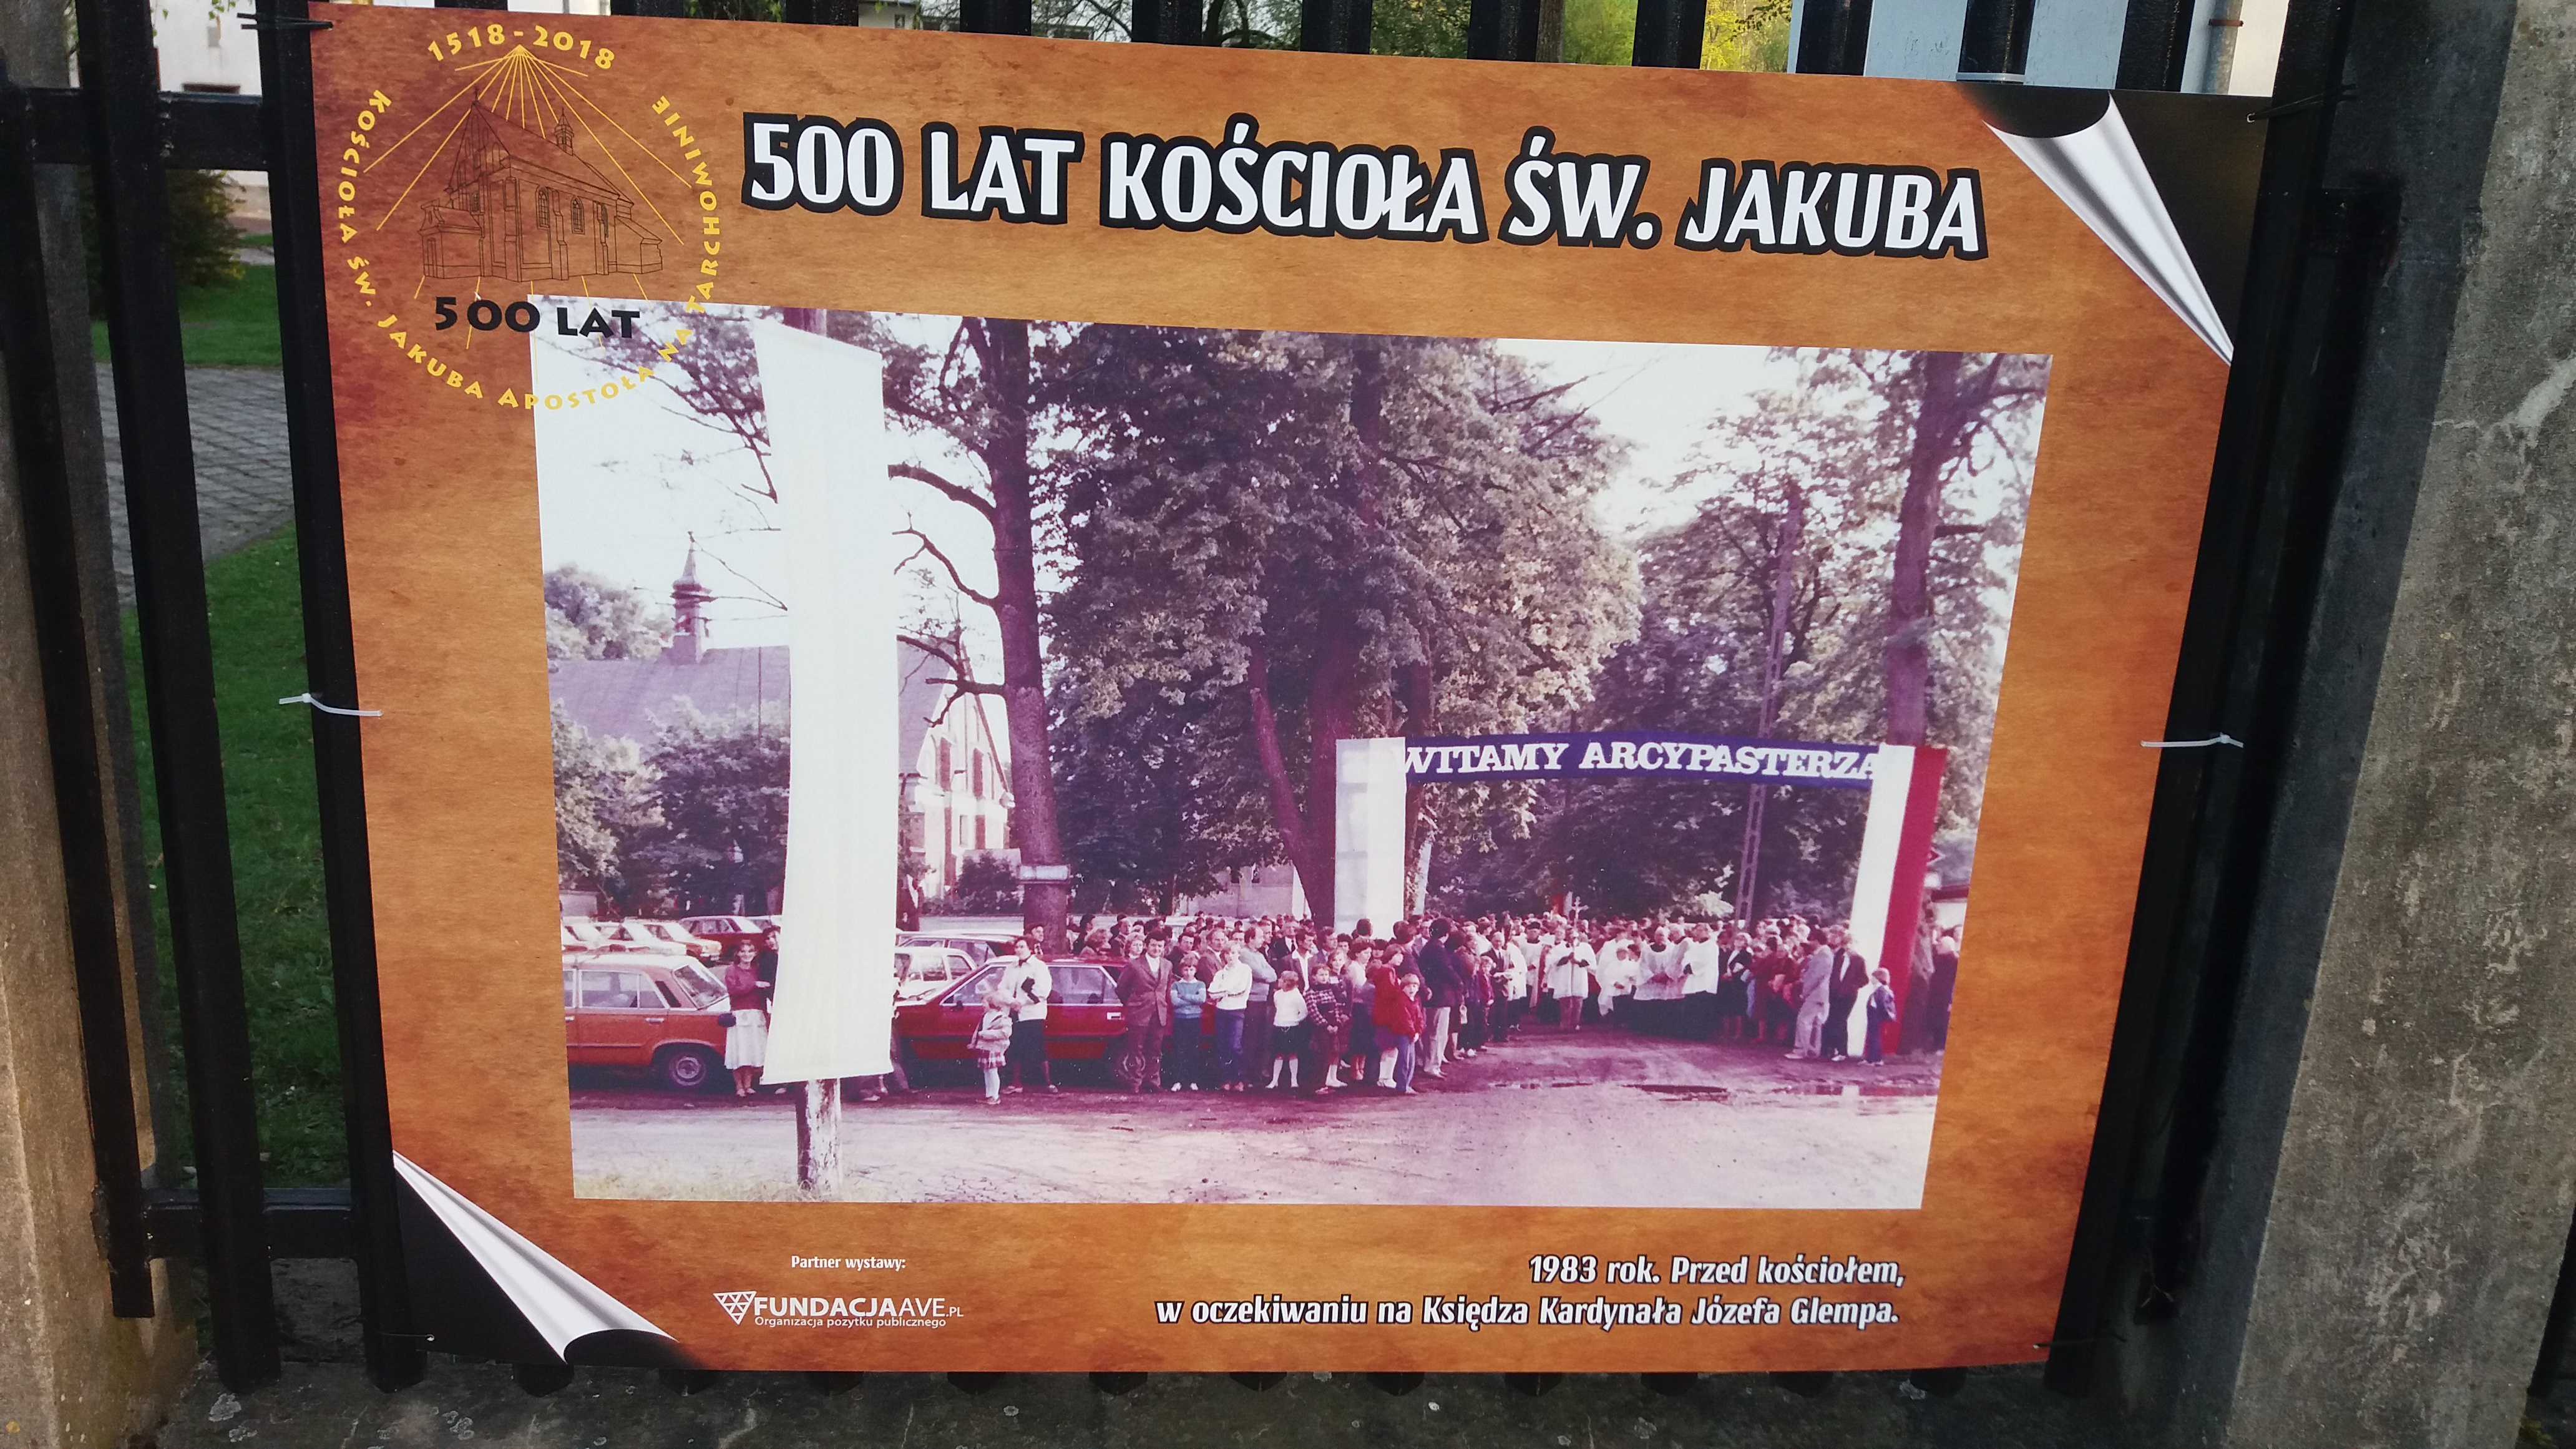 1518-2018
KOŚCIOŁA ŚW. JAKUBA APOSTOŁA NA TARCHOWINIE
500 LAT
500 LAT KOŚCIOŁA ŚW. JAKUBA
WITAMY ARCYPASTERZA
Partner wystawy:
FUNDACJAAVE.PL
Organizacja pożytku publicznego
1983 rok. Przed kościołem,
w oczekiwaniu na Księdza Kardynała Józefa Glempa.